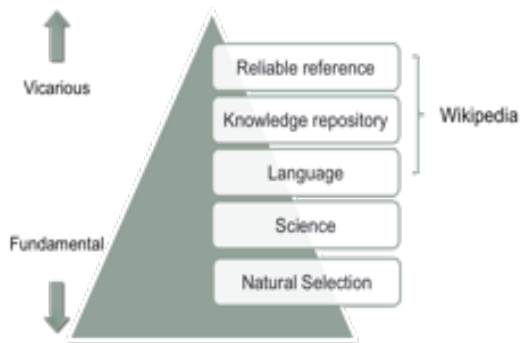 Reliable reference
Vicarious
Knowledge repository
Wikipedia
Language
Science
Fundamental
Natural Selection